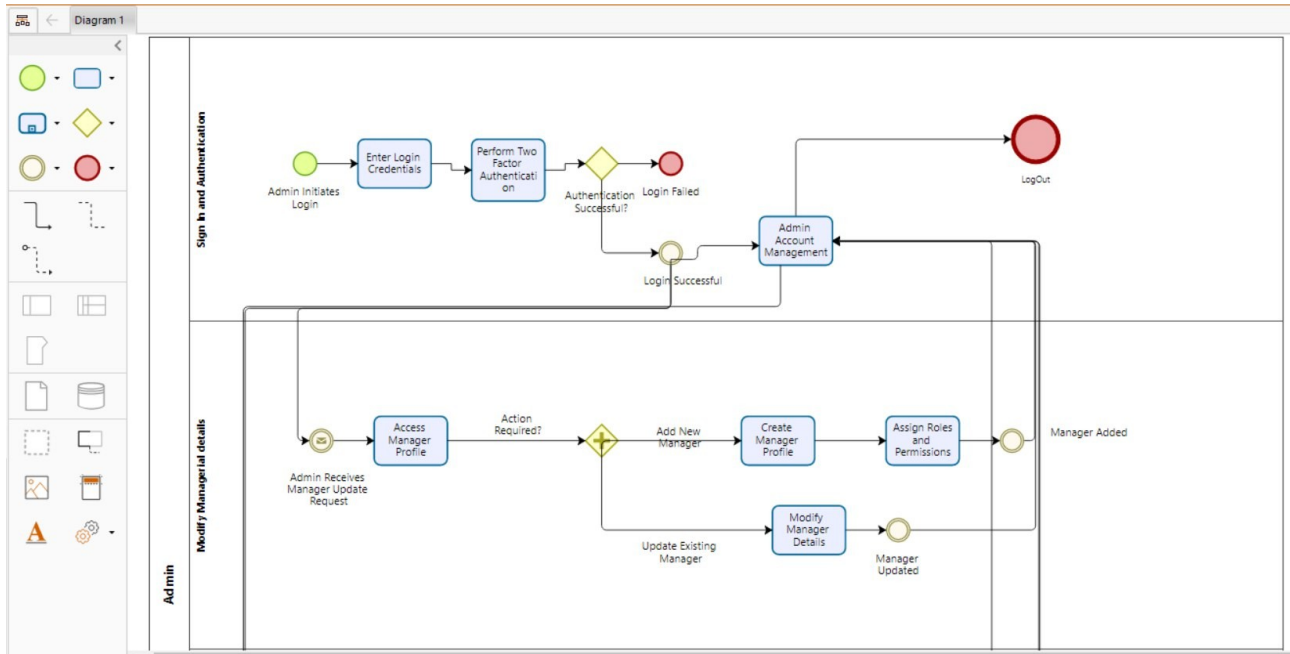 Diagram 1
Sign In and Authentication
Admin Initiates
Login
Enter Login
Credentials
Perform Two
Factor
Authenticati
on
Authentication
Successful?
Login Failed
Login Successful
Admin
Account
Management
LogOut
Admin
Modify Managerial details
Admin Receives
Manager Update
Request
Access
Manager
Profile
Action
Required?
Add New
Manager
Create
Manager
Profile
Assign Roles
and
Permissions
Manager Added
Update Existing
Manager
Modify
Manager
Details
Manager
Updated
A